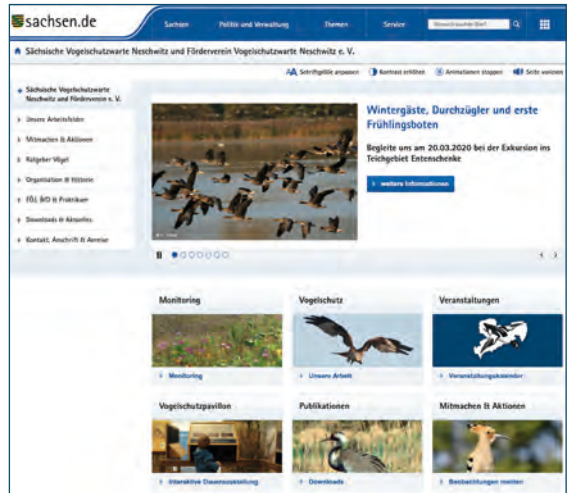 sachsen.de
Sachsen
Politik und Verwaltung
Themen
Service
Sächsische Vogelschutzwarte Neschwitz und Förderverein Vogelschutzwarte Neschwitz e. V.
Schriftgröße anpassen
Kontrast erhöhen
Animationen stoppen
Seite vorlesen
Sächsische Vogelschutzwarte
Neschwitz und Förderverein e. V.
Unsere Arbeitsfelder
Mitmachen & Aktionen
Ratgeber Vögel
Organisation & Historie
FÖJ, BFD & Praktikum
Downloads & Aktuelles
Kontakt, Anschrift & Anreise
Wintergäste, Durchzügler und erste
Frühlingsboten
Begleite uns am 20.03.2020 bei der Exkursion ins
Teichgebiet Entenschenke
weitere Informationen
Monitoring
Vogelschutz
Veranstaltungen
Monitoring
Unsere Arbeit
Veranstaltungskalender
Vogelschutzpavillon
Publikationen
Mitmachen & Aktionen
Interaktive Dauerausstellung
Downloads
Beobachtungen melden